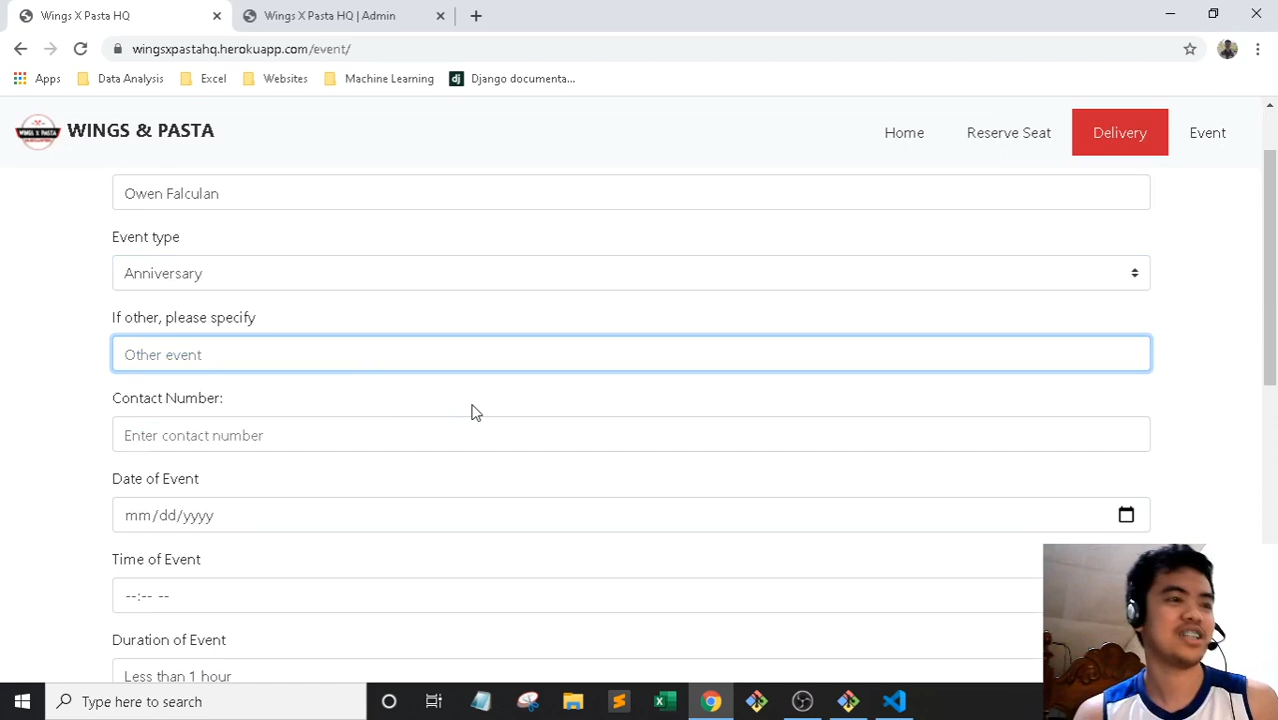 Wings X Pasta HQ
Wings X Pasta HQ | Admin
wingsxpastahq.herokuapp.com/event/
Apps
Data Analysis
Excel
Websites
Machine Learning
dj
Django documenta...
WINGS X PASTA
WINGS & PASTA
Home
Reserve Seat
Delivery
Event
Owen Falculan
Event type
Anniversary
If other, please specify
Other event
Contact Number:
Enter contact number
Date of Event
mm/dd/yyyy
Time of Event
--:-- --
Duration of Event
Less than 1 hour
Type here to search